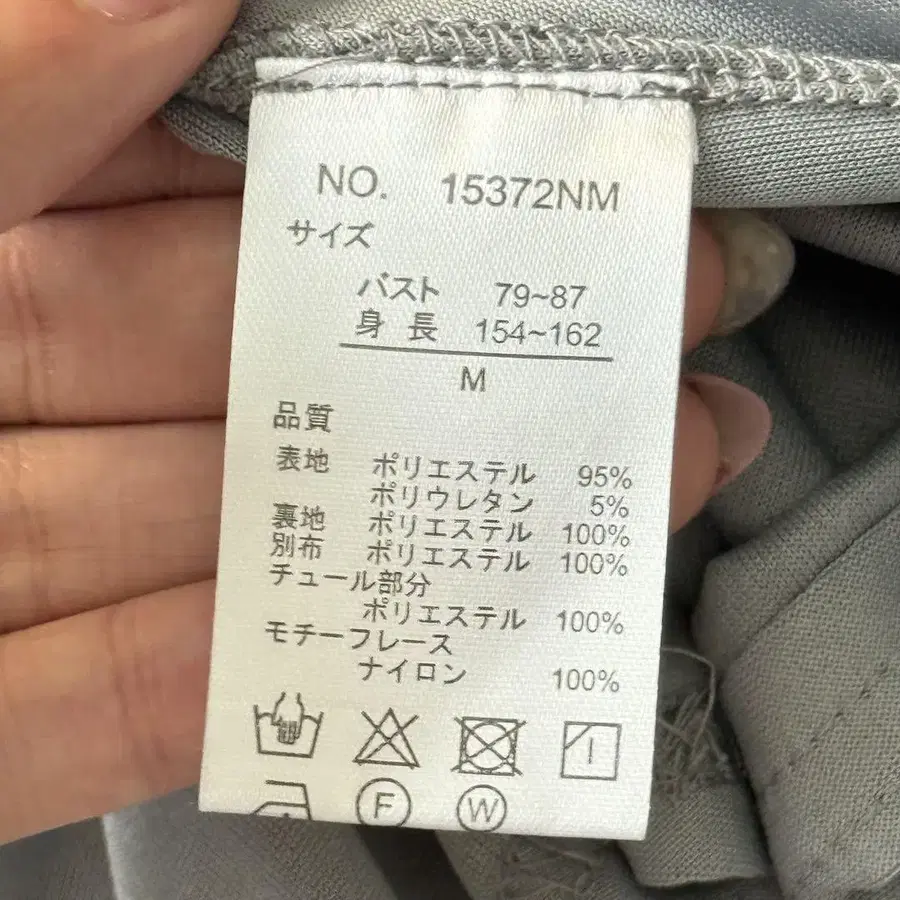 NO. 15372NM
サイズ
バスト 79~87
身長 154~162
M
品質
表地 ポリエステル 95%
ポリウレタン 5%
裏地 ポリエステル 100%
別布 ポリエステル 100%
チュール部分
ポリエステル 100%
モチーフレース
ナイロン 100%
F W